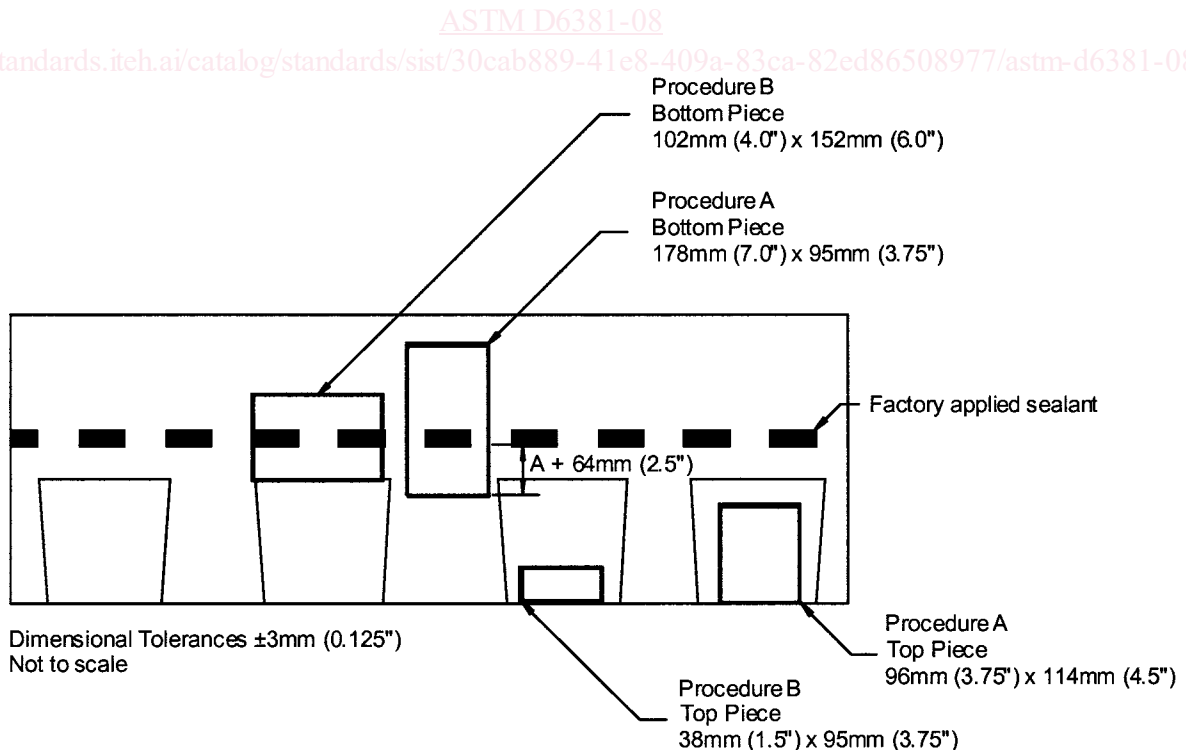 ASTM D6381-08
tandards.iteh.ai/catalog/standards/sist/30cab889-41e8-409a-83ca-82ed86508977/astm-d6381-08
Procedure B
Bottom Piece
102mm (4.0") x 152mm (6.0")
Procedure A
Bottom Piece
178mm (7.0") x 95mm (3.75")
Factory applied sealant
A + 64mm (2.5")
Dimensional Tolerances ±3mm (0.125")
Not to scale
Procedure A
Top Piece
96mm (3.75") x 114mm (4.5")
Procedure B
Top Piece
38mm (1.5") x 95mm (3.75")